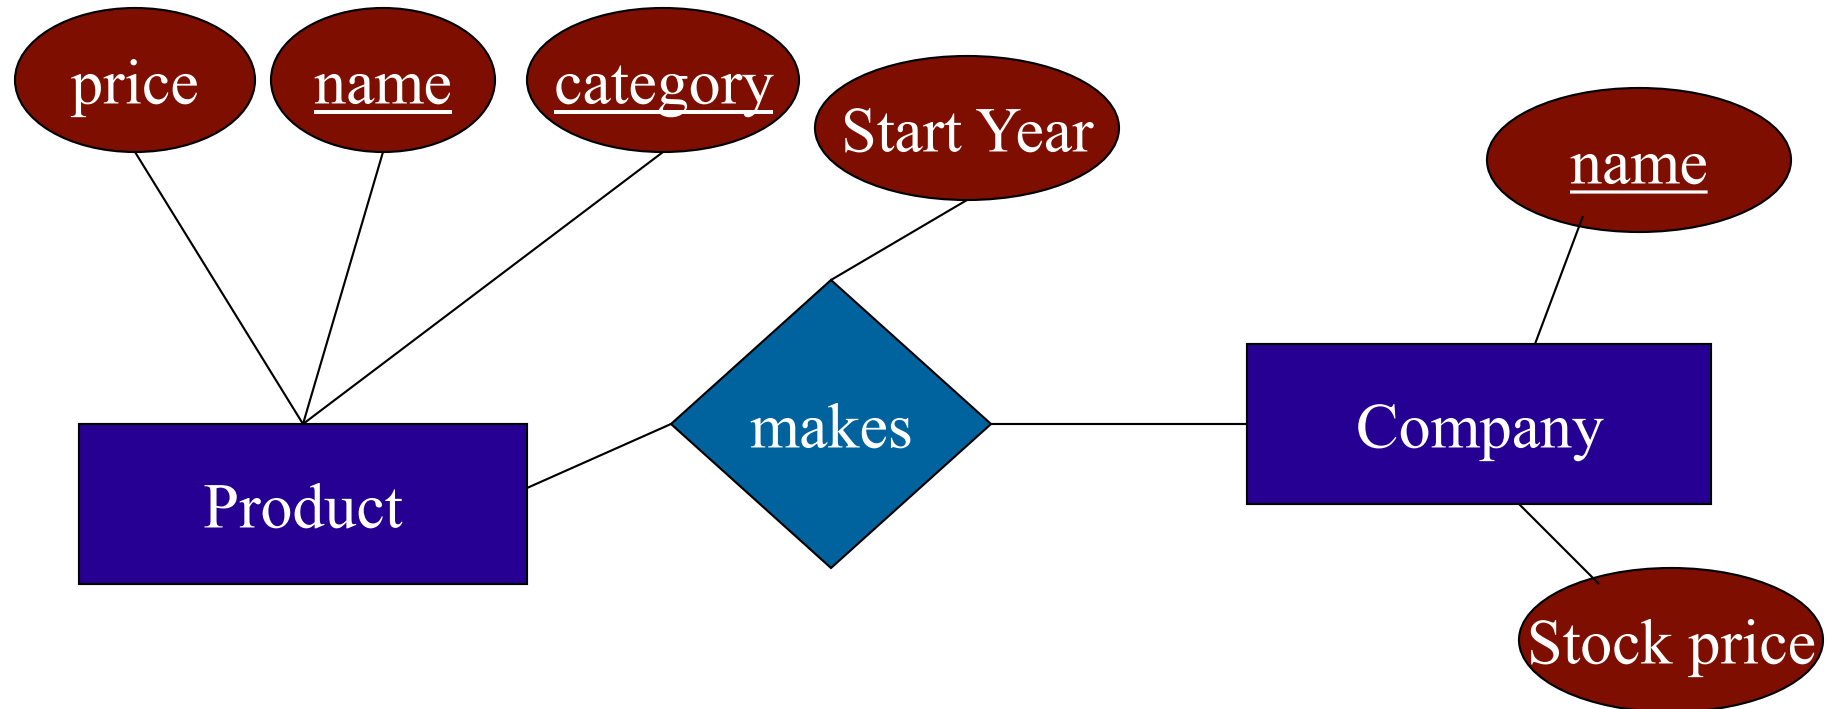 price
name
category
Start Year
name
makes
Company
Product
Stock price